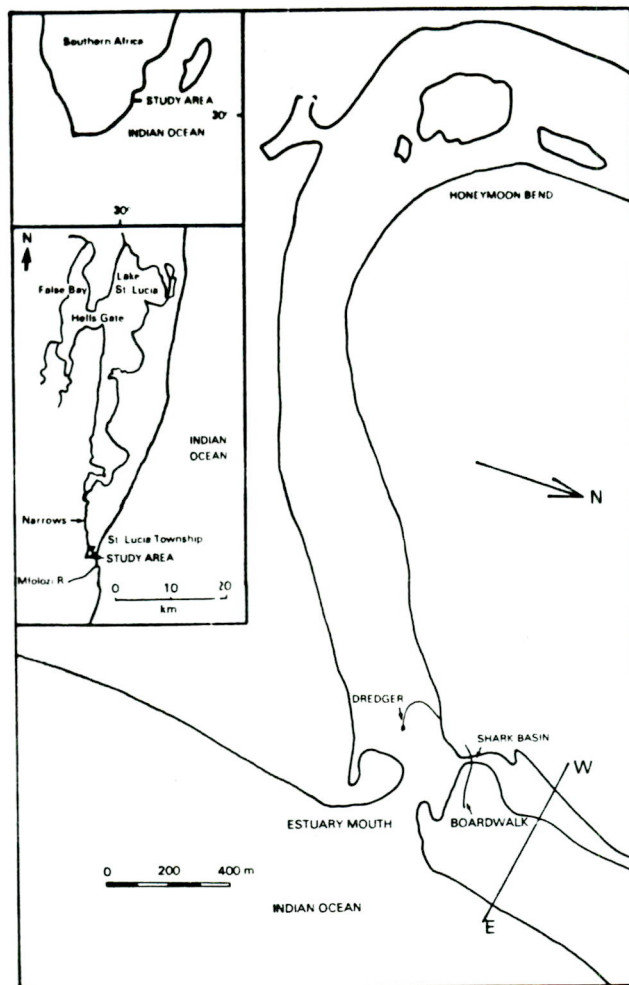 Southern Africa
STUDY AREA
30°
INDIAN OCEAN
30°
N
False Bay
Lake
St. Lucia
Hells Gate
INDIAN
OCEAN
Narrows
St. Lucia Township
STUDY AREA
Mfolozi R.
0 10 20
km
HONEYMOON BEND
N
DREDGER
SHARK BASIN
W
ESTUARY MOUTH
BOARDWALK
0 200 400 m
INDIAN OCEAN
E